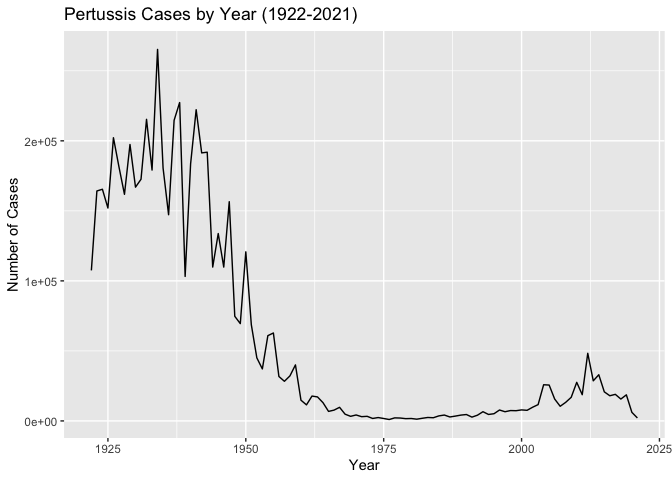 Pertussis Cases by Year (1922-2021)
Number of Cases
2e+05
1e+05
0e+00
1925 1950 1975 2000 2025
Year